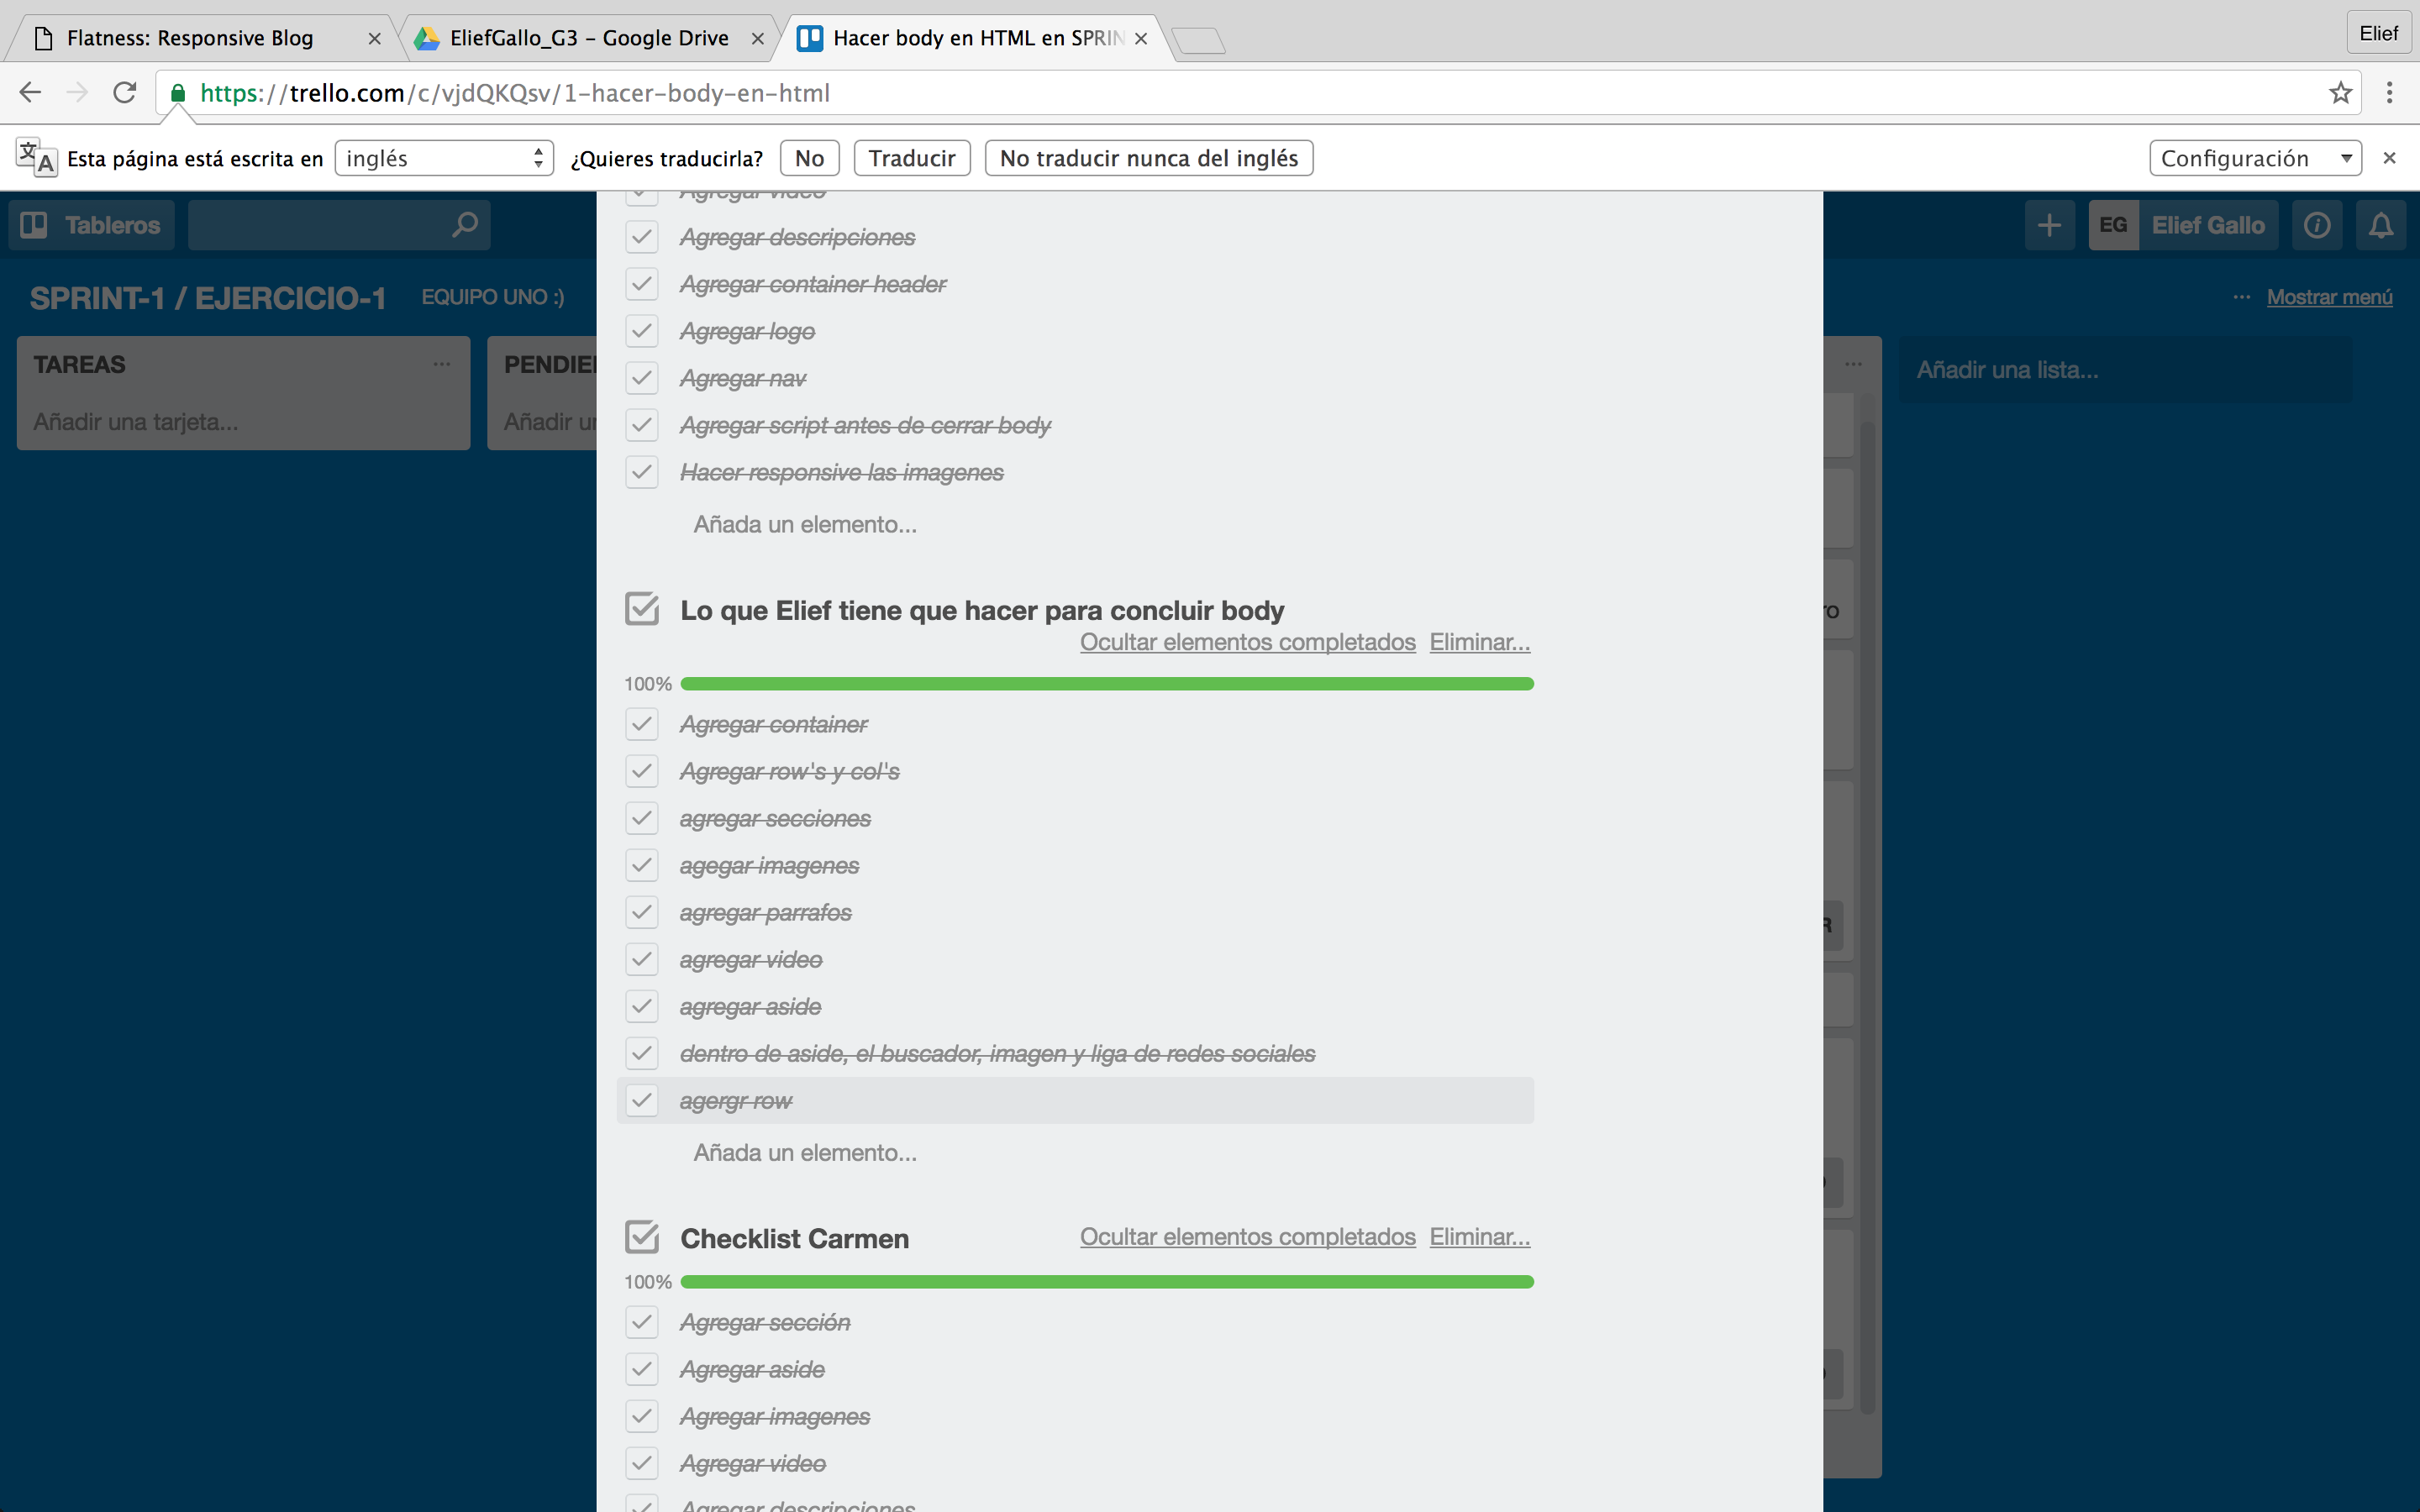 Flatness: Responsive Blog
EliefGallo_G3 – Google Drive
Hacer body en HTML en SPRIN
Elief
https://trello.com/c/vjdQKQsv/1-hacer-body-en-html
Esta página está escrita en
inglés
¿Quieres traducirla?
No
Traducir
No traducir nunca del inglés
Configuración
Tableros
EG
Elief Gallo
SPRINT-1 / EJERCICIO-1
EQUIPO UNO :)
... Mostrar menú
TAREAS
...
Añadir una tarjeta...
PENDIE
Añadir u
...
Añadir una lista...
Agregar video
Agregar descripciones
Agregar container header
Agregar logo
Agregar nav
Agregar script antes de cerrar body
Hacer responsive las imagenes
Añada un elemento...
Lo que Elief tiene que hacer para concluir body
Ocultar elementos completados
Eliminar...
100%
Agregar container
Agregar row's y col's
agregar secciones
agegar imagenes
agregar parrafos
agregar video
agregar aside
dentro de aside, el buscador, imagen y liga de redes sociales
agergr row
Añada un elemento...
Checklist Carmen
Ocultar elementos completados
Eliminar...
100%
Agregar sección
Agregar aside
Agregar imagenes
Agregar video
Agregar descripciones
ro
R